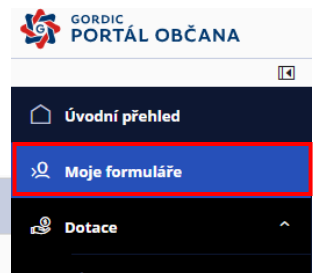 GORDIC
PORTÁL OBČANA
Úvodní přehled
Moje formuláře
Dotace